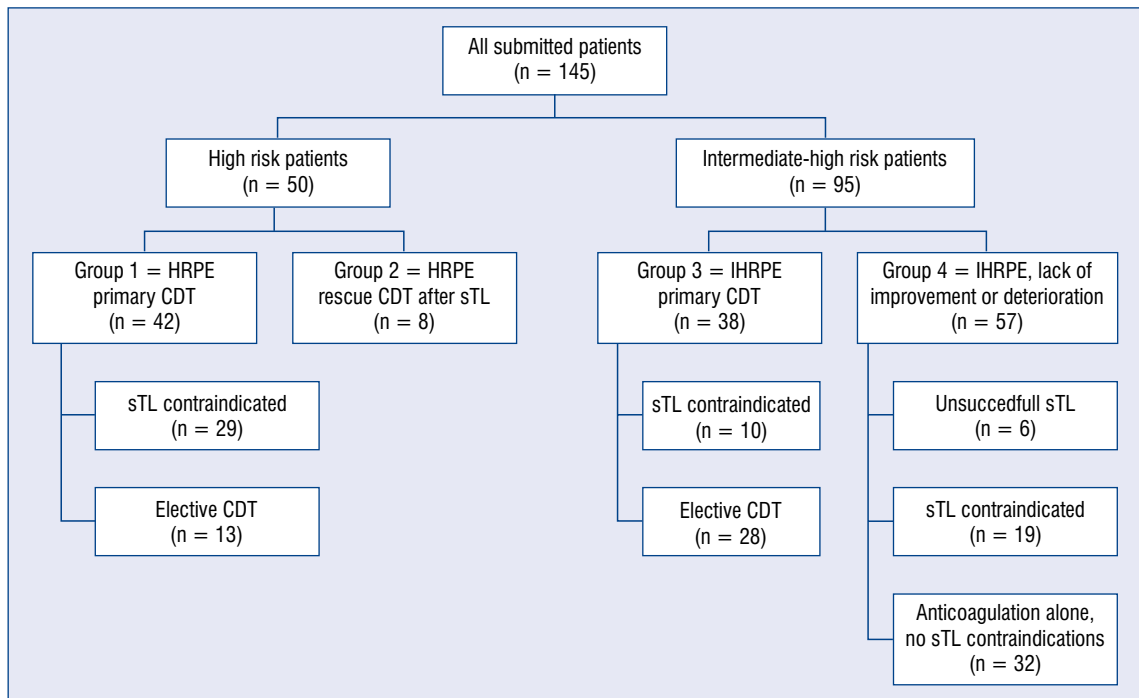 All submitted patients
(n = 145)
High risk patients
(n = 50)
Intermediate-high risk patients
(n = 95)
Group 1 = HRPE
primary CDT
(n = 42)
Group 2 = HRPE
rescue CDT after sTL
(n = 8)
Group 3 = IHRPE
primary CDT
(n = 38)
Group 4 = IHRPE, lack of
improvement or deterioration
(n = 57)
sTL contraindicated
(n = 29)
Elective CDT
(n = 13)
sTL contraindicated
(n = 10)
Elective CDT
(n = 28)
Unsuccedfull sTL
(n = 6)
sTL contraindicated
(n = 19)
Anticoagulation alone,
no sTL contraindications
(n = 32)